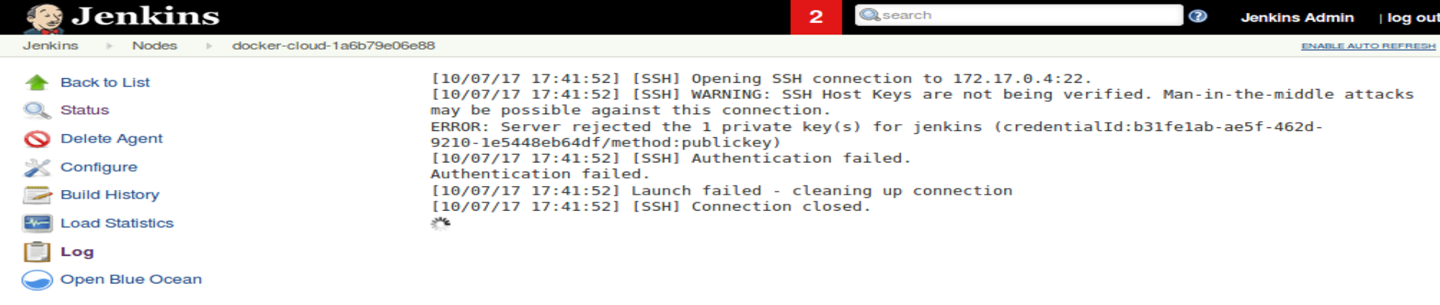 Jenkins
2
search
Jenkins Admin
| log out
Jenkins
Nodes
docker-cloud-1a6b79e06e88
ENABLE AUTO REFRESH
Back to List
Status
Delete Agent
Configure
Build History
Load Statistics
Log
Open Blue Ocean
[10/07/17 17:41:52] [SSH] Opening SSH connection to 172.17.0.4:22.
[10/07/17 17:41:52] [SSH] WARNING: SSH Host Keys are not being verified. Man-in-the-middle attacks
may be possible against this connection.
ERROR: Server rejected the 1 private key(s) for jenkins (credentialId:b31fe1ab-ae5f-462d-
9210-1e5448eb64df/method:publickey)
[10/07/17 17:41:52] [SSH] Authentication failed.
Authentication failed.
[10/07/17 17:41:52] Launch failed - cleaning up connection
[10/07/17 17:41:52] [SSH] Connection closed.